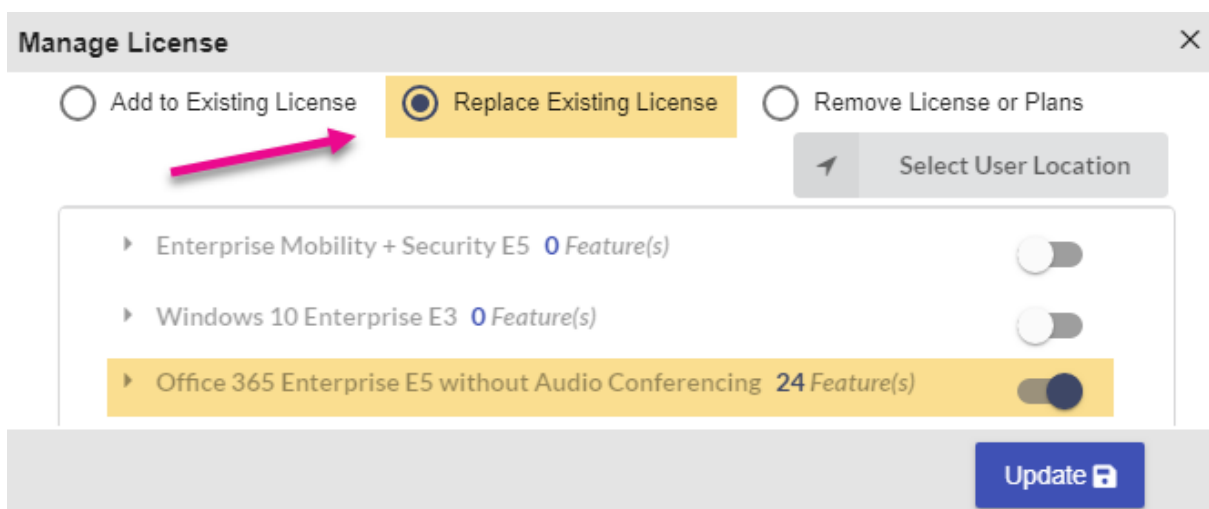 Manage License
Add to Existing License Replace Existing License Remove License or Plans
Select User Location
Enterprise Mobility + Security E5 0 Feature(s)
Windows 10 Enterprise E3 0 Feature(s)
Office 365 Enterprise E5 without Audio Conferencing 24 Feature(s)
Update